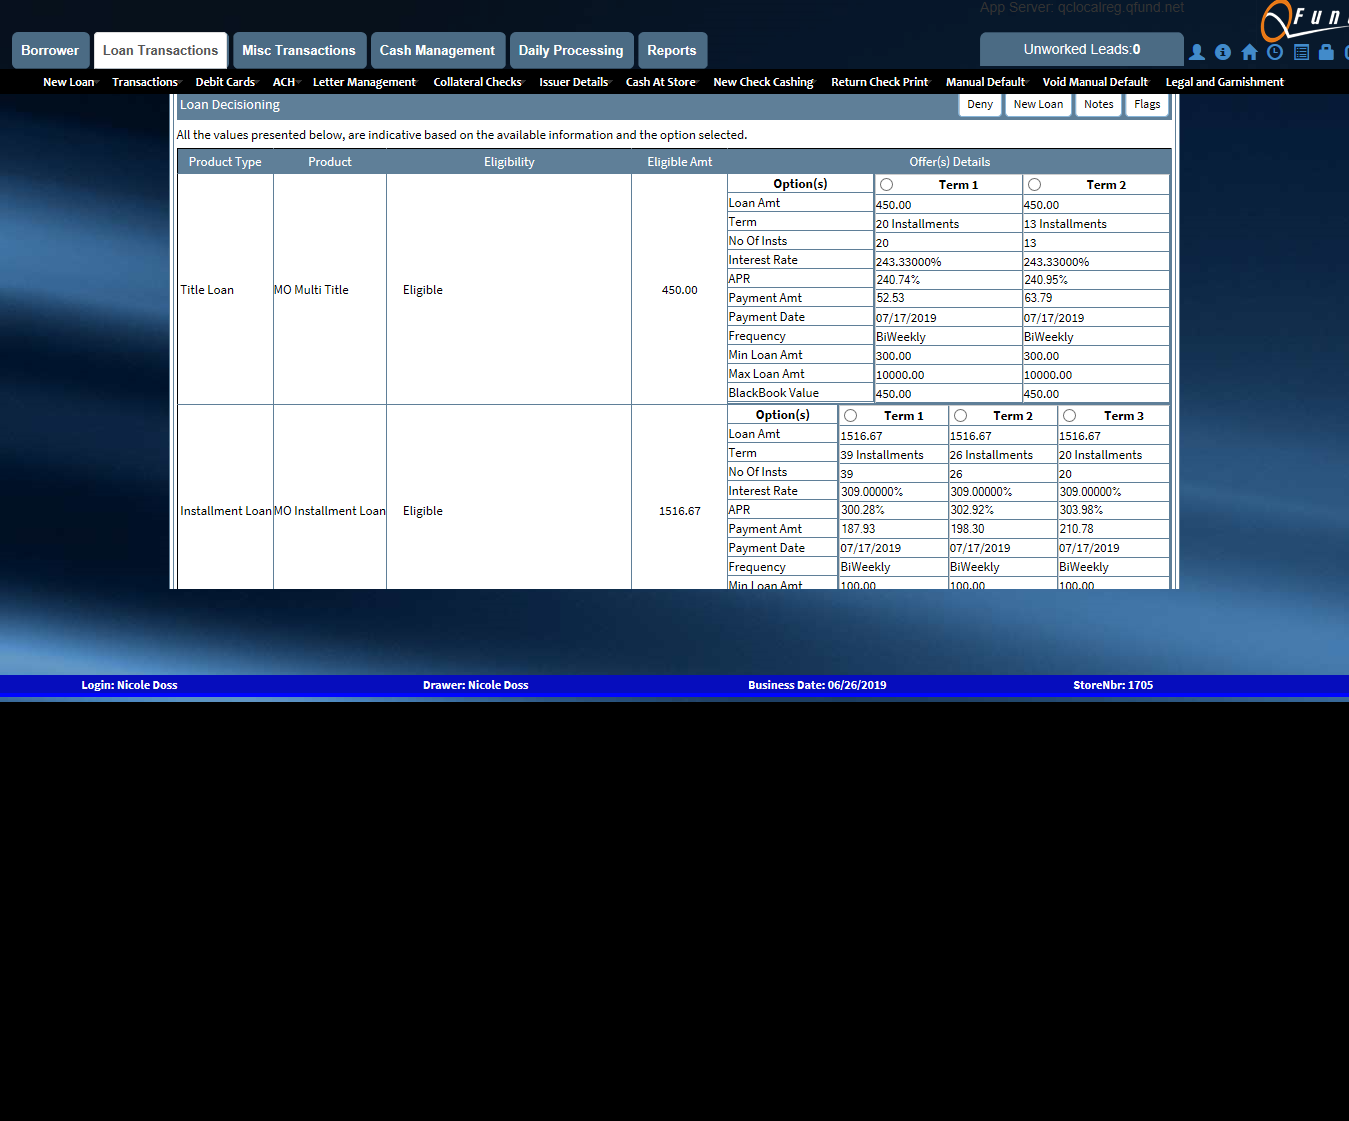 App Server: qclocalreg.qfund.net
QFun
Borrower Loan Transactions Misc Transactions Cash Management Daily Processing Reports Unworked Leads:0
New Loan Transactions Debit Cards ACH Letter Management Collateral Checks Issuer Details Cash At Store New Check Cashing Return Check Print Manual Default Void Manual Default Legal and Garnishment
Loan Decisioning Deny New Loan Notes Flags
All the values presented below, are indicative based on the available information and the option selected.
Product Type Product Eligibility Eligible Amt Offer(s) Details
Title Loan MO Multi Title Eligible 450.00
Option(s) Term 1 Term 2
Loan Amt 450.00 450.00
Term 20 Installments 13 Installments
No Of Insts 20 13
Interest Rate 243.33000% 243.33000%
APR 240.74% 240.95%
Payment Amt 52.53 63.79
Payment Date 07/17/2019 07/17/2019
Frequency BiWeekly BiWeekly
Min Loan Amt 300.00 300.00
Max Loan Amt 10000.00 10000.00
BlackBook Value 450.00 450.00
Installment Loan MO Installment Loan Eligible 1516.67
Option(s) Term 1 Term 2 Term 3
Loan Amt 1516.67 1516.67 1516.67
Term 39 Installments 26 Installments 20 Installments
No Of Insts 39 26 20
Interest Rate 309.00000% 309.00000% 309.00000%
APR 300.28% 302.92% 303.98%
Payment Amt 187.93 198.30 210.78
Payment Date 07/17/2019 07/17/2019 07/17/2019
Frequency BiWeekly BiWeekly BiWeekly
Min Loan Amt 100.00 100.00 100.00
Login: Nicole Doss Drawer: Nicole Doss Business Date: 06/26/2019 StoreNbr: 1705